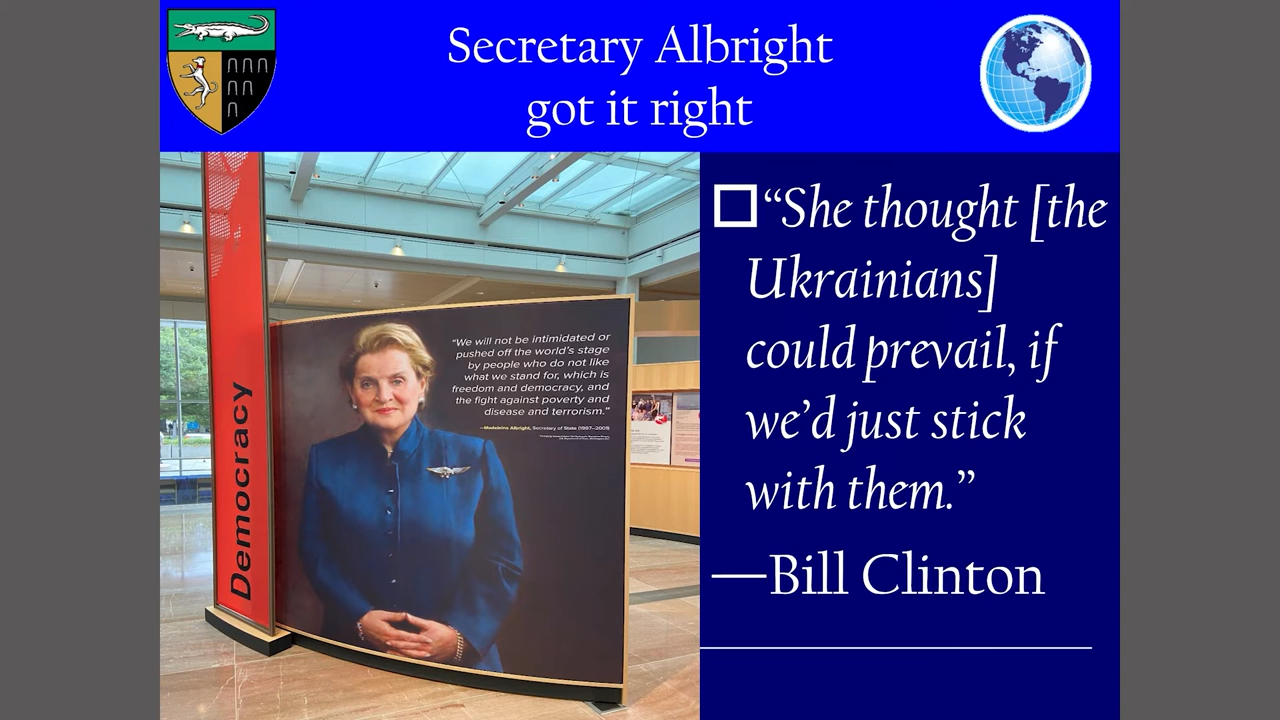 Secretary Albright
got it right
Democracy
“We will not be intimidated or
pushed off the world’s stage
by people who do not like
what we stand for, which is
freedom and democracy, and
the fight against poverty and
disease and terrorism.”
—Madeleine Albright, Secretary of State (1997–2001)
“She thought [the
Ukrainians]
could prevail, if
we’d just stick
with them.”
—Bill Clinton